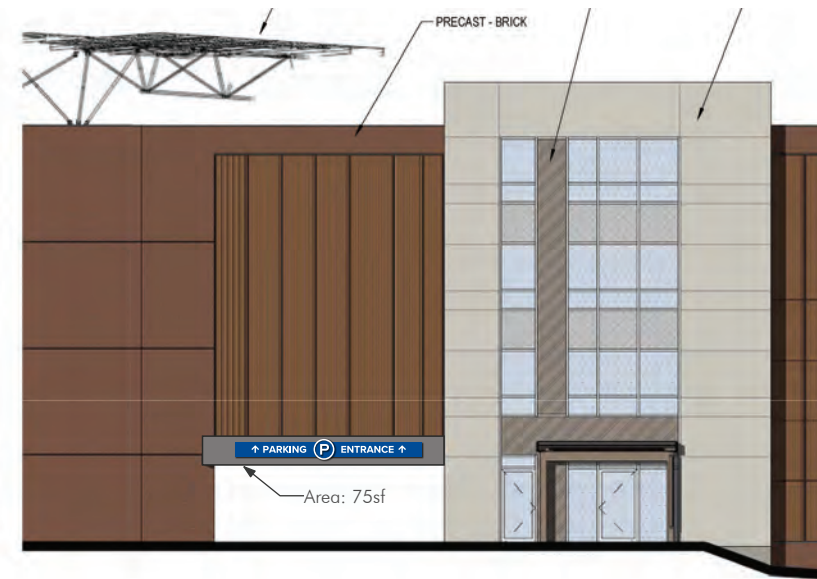 PRECAST - BRICK
↑ PARKING P ENTRANCE ↑
Area: 75sf